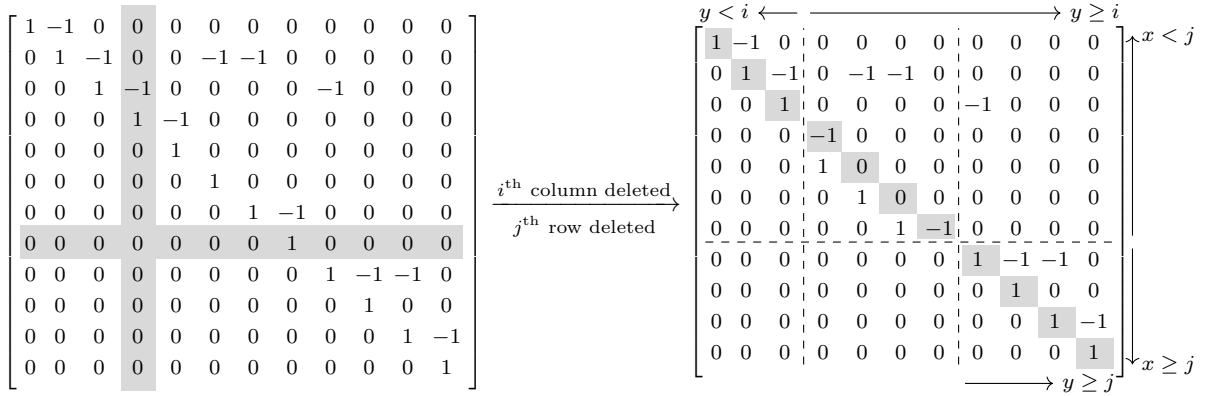 1 −1 0 0 0 0 0 0 0 0 0 0
0 1 −1 0 0 −1 −1 0 0 0 0 0
0 0 1 −1 0 0 0 0 −1 0 0 0
0 0 0 1 −1 0 0 0 0 0 0 0
0 0 0 0 1 0 0 0 0 0 0 0
0 0 0 0 0 1 0 0 0 0 0 0
0 0 0 0 0 0 1 −1 0 0 0 0
0 0 0 0 0 0 0 1 0 0 0 0
0 0 0 0 0 0 0 0 1 −1 −1 0
0 0 0 0 0 0 0 0 0 1 0 0
0 0 0 0 0 0 0 0 0 0 1 −1
0 0 0 0 0 0 0 0 0 0 0 1
i^th column deleted
j^th row deleted
y < i y ≥ i
1 −1 0 0 0 0 0 0 0 0 0 x < j
0 1 −1 0 −1 −1 0 0 0 0 0
0 0 1 0 0 0 0 −1 0 0 0
0 0 0 −1 0 0 0 0 0 0 0
0 0 0 1 0 0 0 0 0 0 0
0 0 0 0 1 0 0 0 0 0 0
0 0 0 0 0 1 −1 0 0 0 0
0 0 0 0 0 0 0 1 −1 −1 0
0 0 0 0 0 0 0 0 1 0 0
0 0 0 0 0 0 0 0 0 1 −1
0 0 0 0 0 0 0 0 0 0 1 x ≥ j
y ≥ j